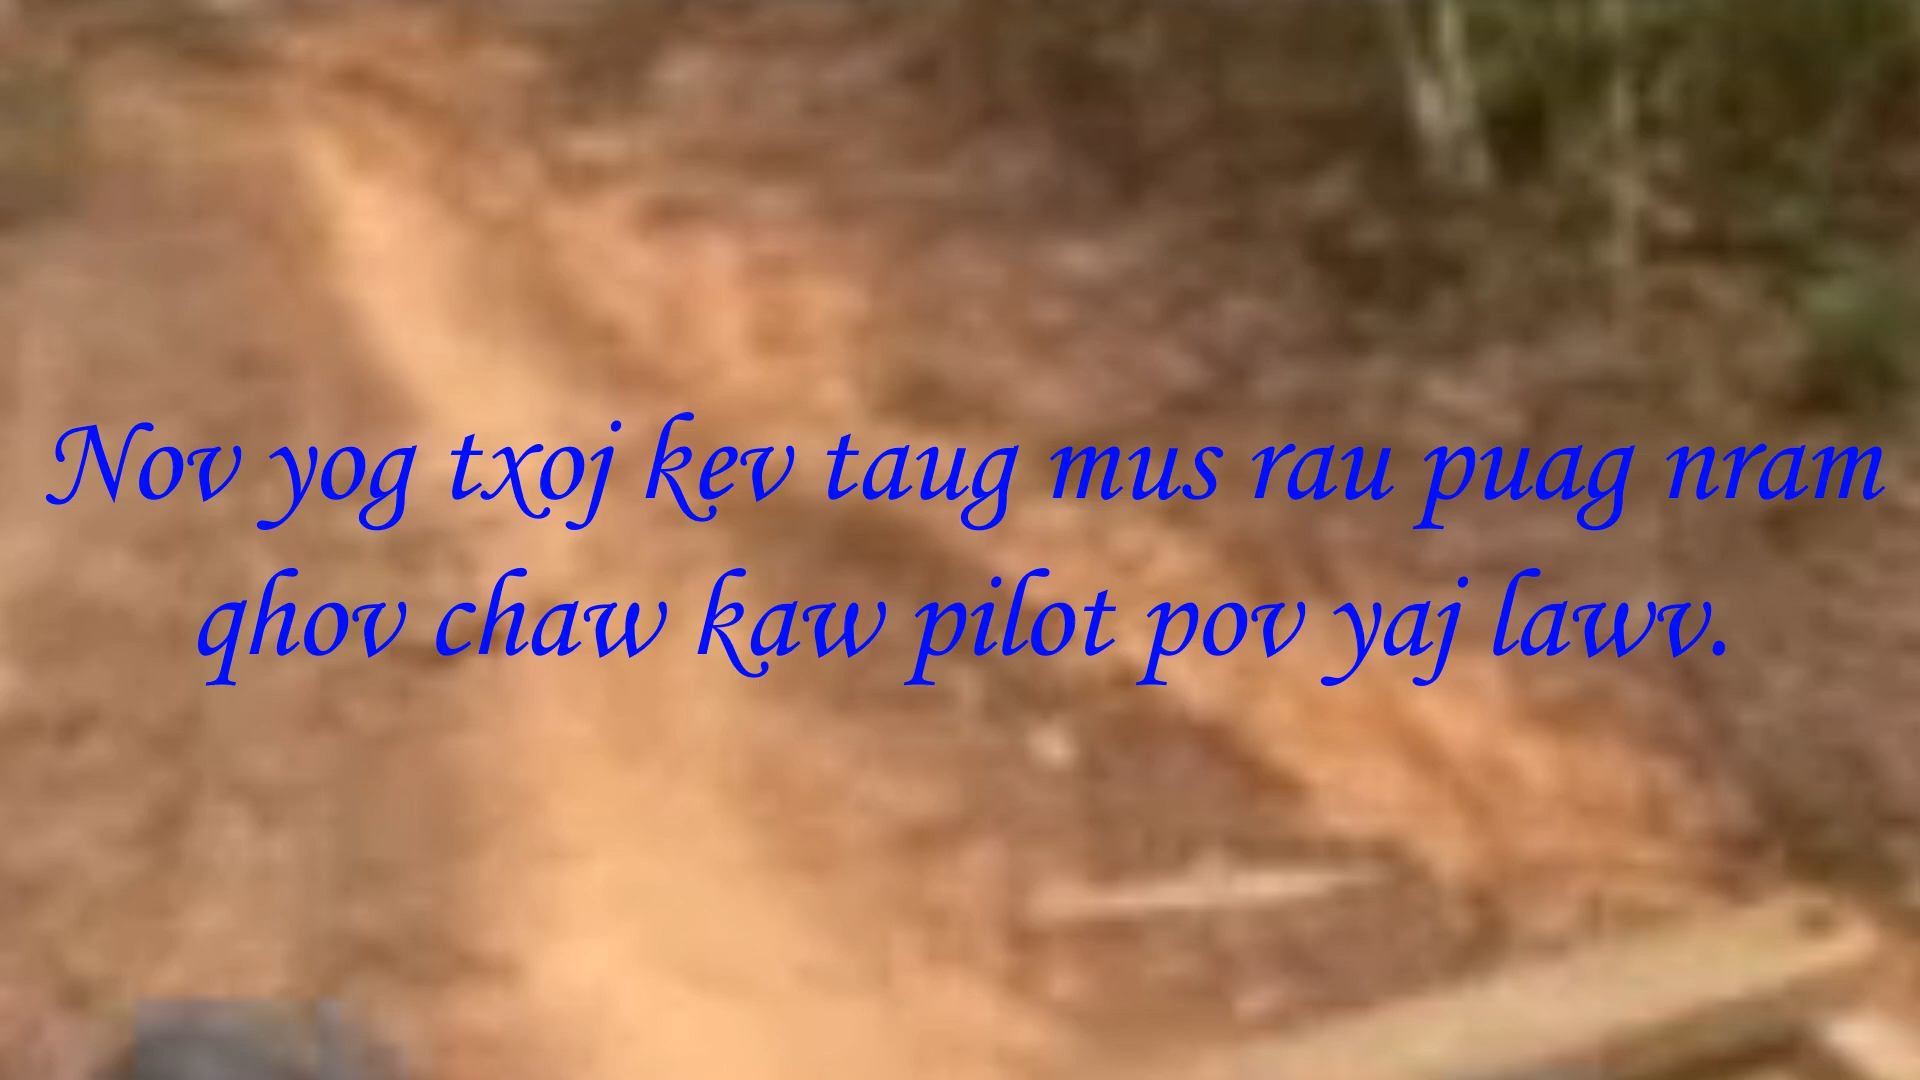 Nov yog txoj kev taug mus rau puag nram
qhov chaw kaw pilot pov yaj lawv.